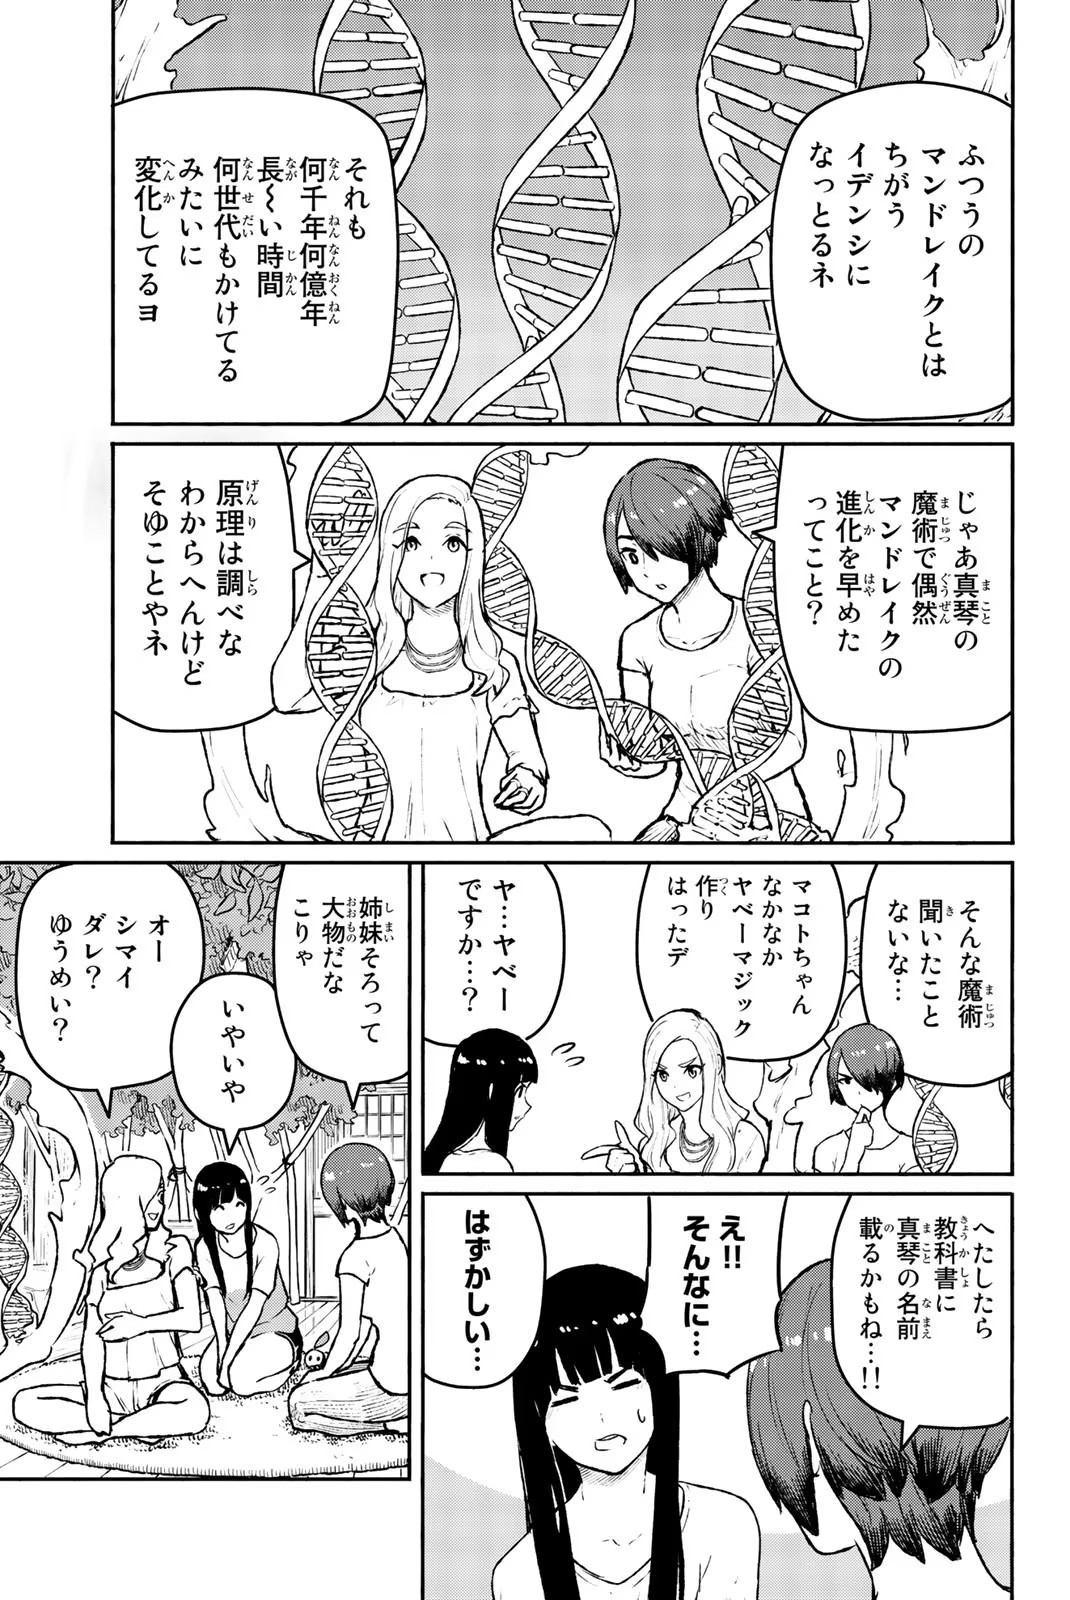 ふつうの
マンドレイクとは
ちがう
イデンシに
なっとるネ
それも
何千年何億年
長〜い時間
何世代もかけてる
みたいに
変化してるヨ
じゃあ真琴の
魔術で偶然
マンドレイクの
進化を早めた
ってこと？
原理は調べな
わからへんけど
そゆことやネ
そんな魔術
聞いたこと
ないな…
マコトちゃん
なかなか
ヤベーマジック
作り
はったデ
ヤ…ヤベー
ですか…？
へたしたら
教科書に
真琴の名前
載るかもね…!!
え!!
そんなに…
はずかしい…
姉妹そろって
大物だな
こりゃ
いやいや
オー
シマイ
ダレ？
ゆうめい？